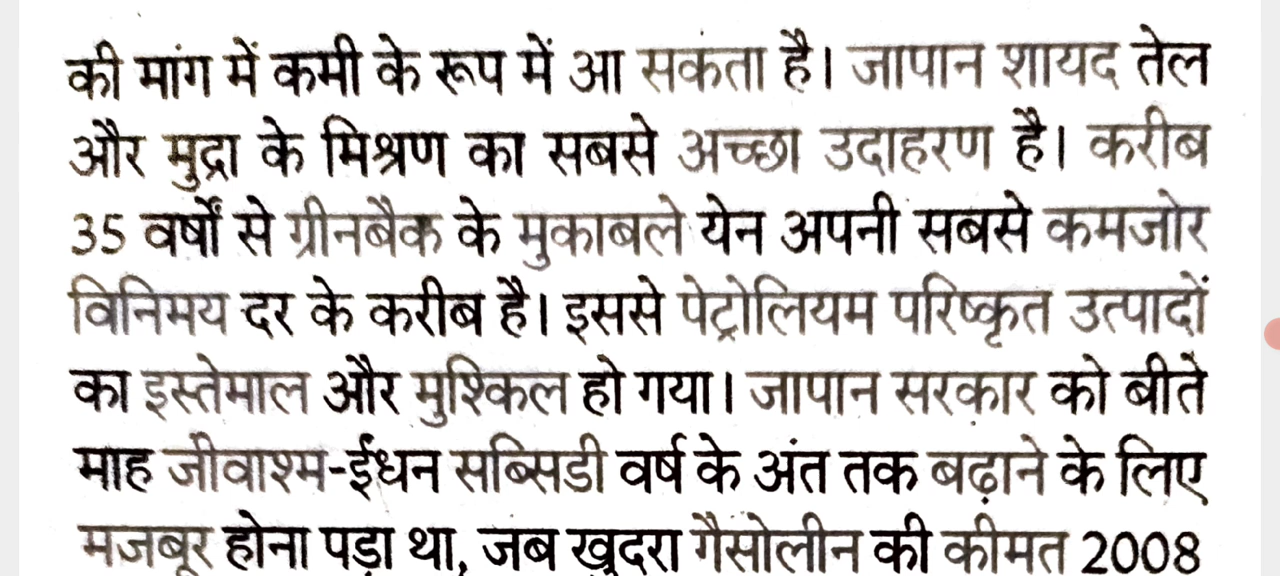 की मांग में कमी के रूप में आ सकता है। जापान शायद तेल
और मुद्रा के मिश्रण का सबसे अच्छा उदाहरण है। करीब
35 वर्षों से ग्रीनबैक के मुकाबले येन अपनी सबसे कमजोर
विनिमय दर के करीब है। इससे पेट्रोलियम परिष्कृत उत्पादों
का इस्तेमाल और मुश्किल हो गया। जापान सरकार को बीते
माह जीवाश्म-ईंधन सब्सिडी वर्ष के अंत तक बढ़ाने के लिए
मजबूर होना पड़ा था, जब खुदरा गैसोलीन की कीमत 2008